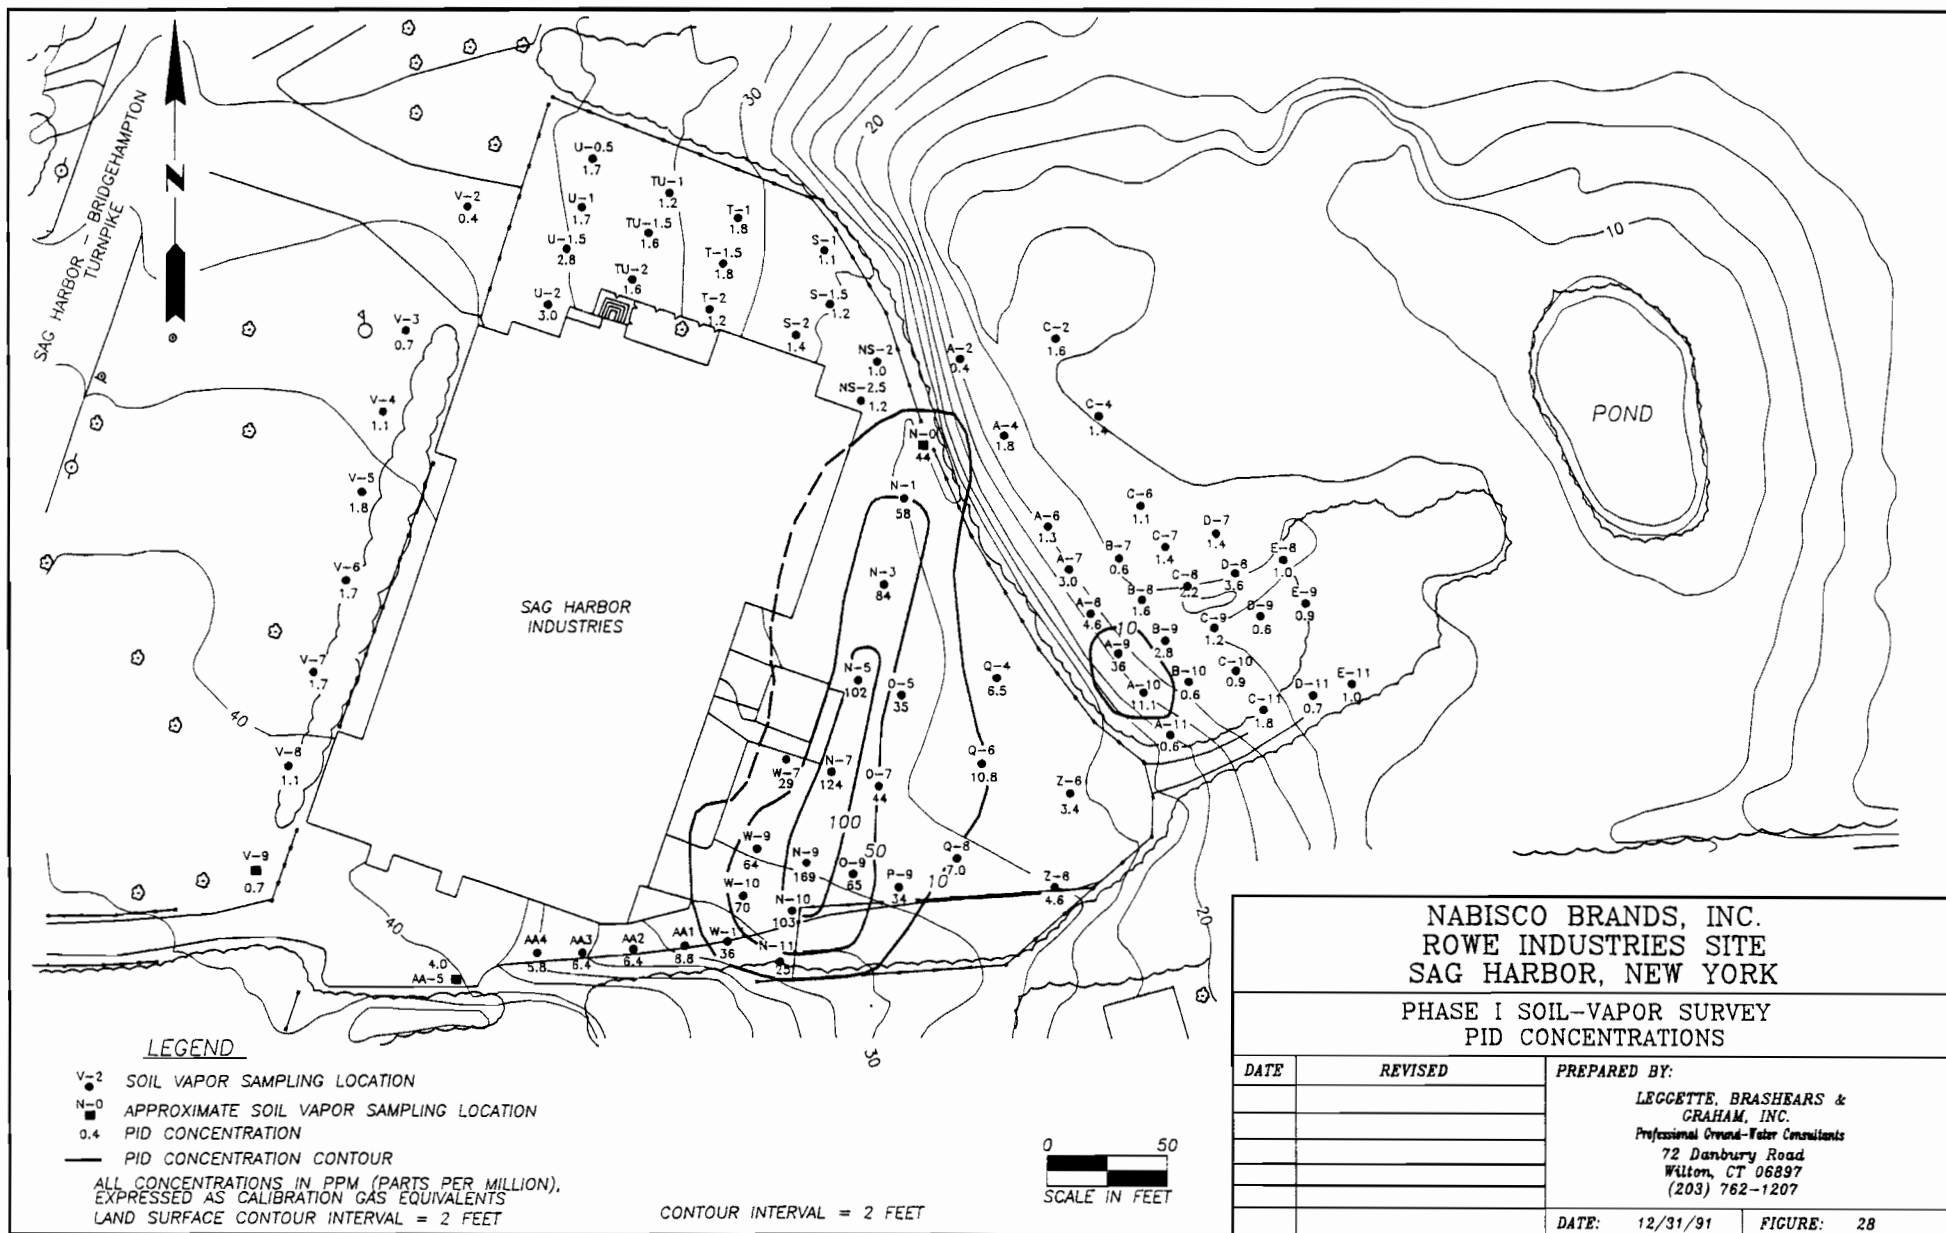 SAG HARBOR - BRIDGEHAMPTON
TURNPIKE
N
30
20
10
U-0.5
1.7
TU-1
1.2
V-2
0.4
U-1
1.7
T-1
1.8
TU-1.5
1.6
U-1.5
2.8
S-1
1.1
T-1.5
1.8
TU-2
1.6
U-2
3.0
T-2
1.2
S-1.5
1.2
V-3
0.7
S-2
1.4
C-2
1.6
NS-2
1.0
A-2
0.4
NS-2.5
1.2
V-4
1.1
C-4
1.4
POND
A-4
1.8
N-0
44
V-5
1.8
N-1
58
C-6
1.1
A-6
1.3
D-7
1.4
C-7
1.4
B-7
0.6
E-8
1.0
A-7
3.0
D-8
3.6
V-6
1.7
N-3
84
C-8
2.2
B-8
1.6
E-9
0.9
SAG HARBOR
INDUSTRIES
A-8
4.6
D-9
0.6
10
C-9
1.2
B-9
2.8
A-9
36
V-7
1.7
N-5
102
O-5
35
Q-4
6.5
C-10
0.9
B-10
0.6
A-10
11.1
D-11
0.7
E-11
1.0
C-11
1.8
40
A-11
0.6
V-8
1.1
W-7
29
N-7
124
O-7
44
Q-6
10.8
Z-6
3.4
100
50
10
W-9
64
N-9
169
O-9
65
P-9
34
Q-8
7.0
V-9
0.7
Z-8
4.6
W-10
70
N-10
103
40
20
AA4
5.8
AA3
6.4
AA2
6.4
AA1
8.8
W-11
36
N-11
25
4.0
AA-5
30
LEGEND
V-2 SOIL VAPOR SAMPLING LOCATION
N-0 APPROXIMATE SOIL VAPOR SAMPLING LOCATION
0.4 PID CONCENTRATION
PID CONCENTRATION CONTOUR
ALL CONCENTRATIONS IN PPM (PARTS PER MILLION),
EXPRESSED AS CALIBRATION GAS EQUIVALENTS
LAND SURFACE CONTOUR INTERVAL = 2 FEET
CONTOUR INTERVAL = 2 FEET
0 50
SCALE IN FEET
NABISCO BRANDS, INC.
ROWE INDUSTRIES SITE
SAG HARBOR, NEW YORK
PHASE I SOIL-VAPOR SURVEY
PID CONCENTRATIONS
DATE REVISED
PREPARED BY:
LEGGETTE, BRASHEARS &
GRAHAM, INC.
Professional Ground-Water Consultants
72 Danbury Road
Wilton, CT 06897
(203) 762-1207
DATE: 12/31/91 FIGURE: 28